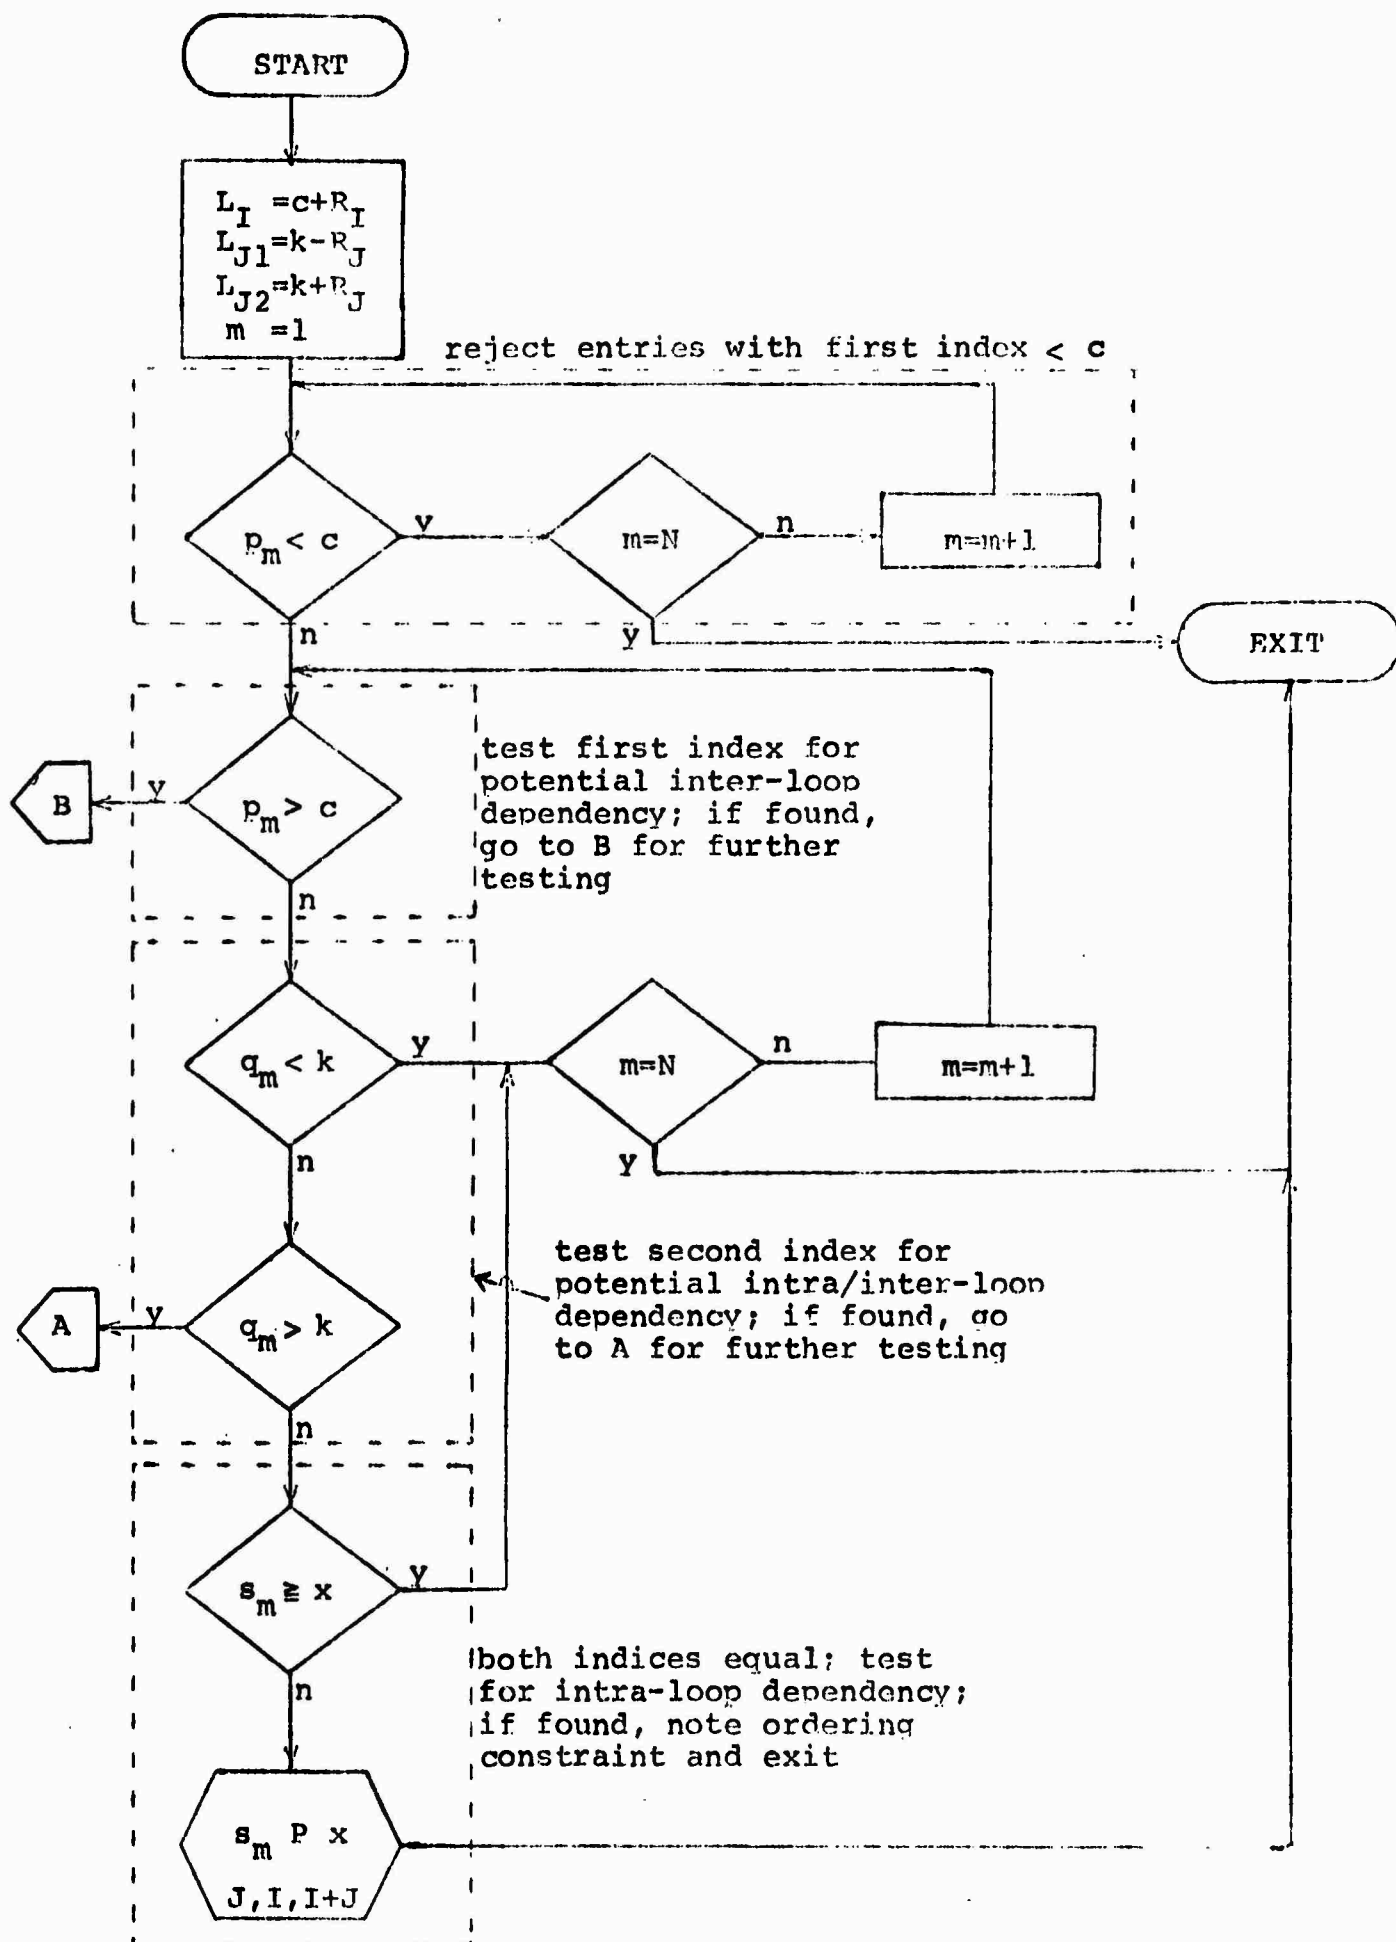 START
L_I =c+R_I
L_J1=k-R_J
L_J2=k+R_J
m =1
reject entries with first index < c
p_m < c
y
m=N
n
m=m+1
n
y
EXIT
B
y
p_m > c
test first index for
potential inter-loop
dependency; if found,
go to B for further
testing
n
q_m < k
y
m=N
n
m=m+1
n
y
A
y
q_m > k
test second index for
potential intra/inter-loop
dependency; if found, go
to A for further testing
n
s_m ≧ x
y
n
both indices equal; test
for intra-loop dependency;
if found, note ordering
constraint and exit
s_m P x
J,I,I+J